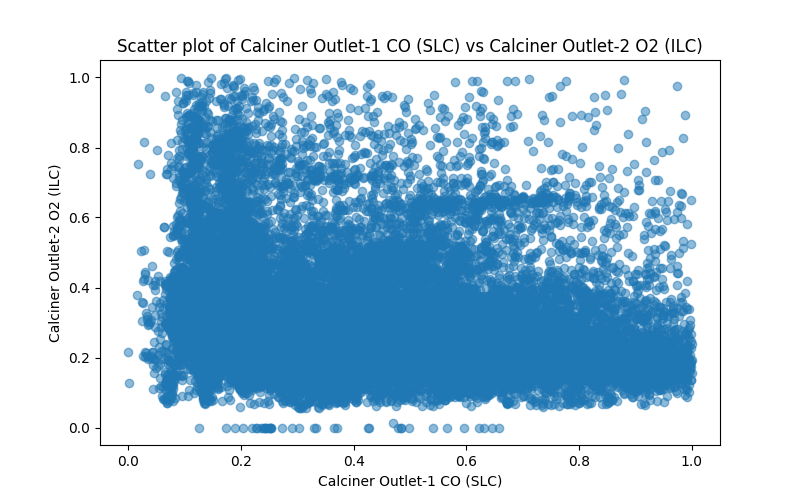 Scatter plot of Calciner Outlet-1 CO (SLC) vs Calciner Outlet-2 O2 (ILC)
1.0
0.8
0.6
0.4
0.2
0.0
Calciner Outlet-2 O2 (ILC)
0.0 0.2 0.4 0.6 0.8 1.0
Calciner Outlet-1 CO (SLC)